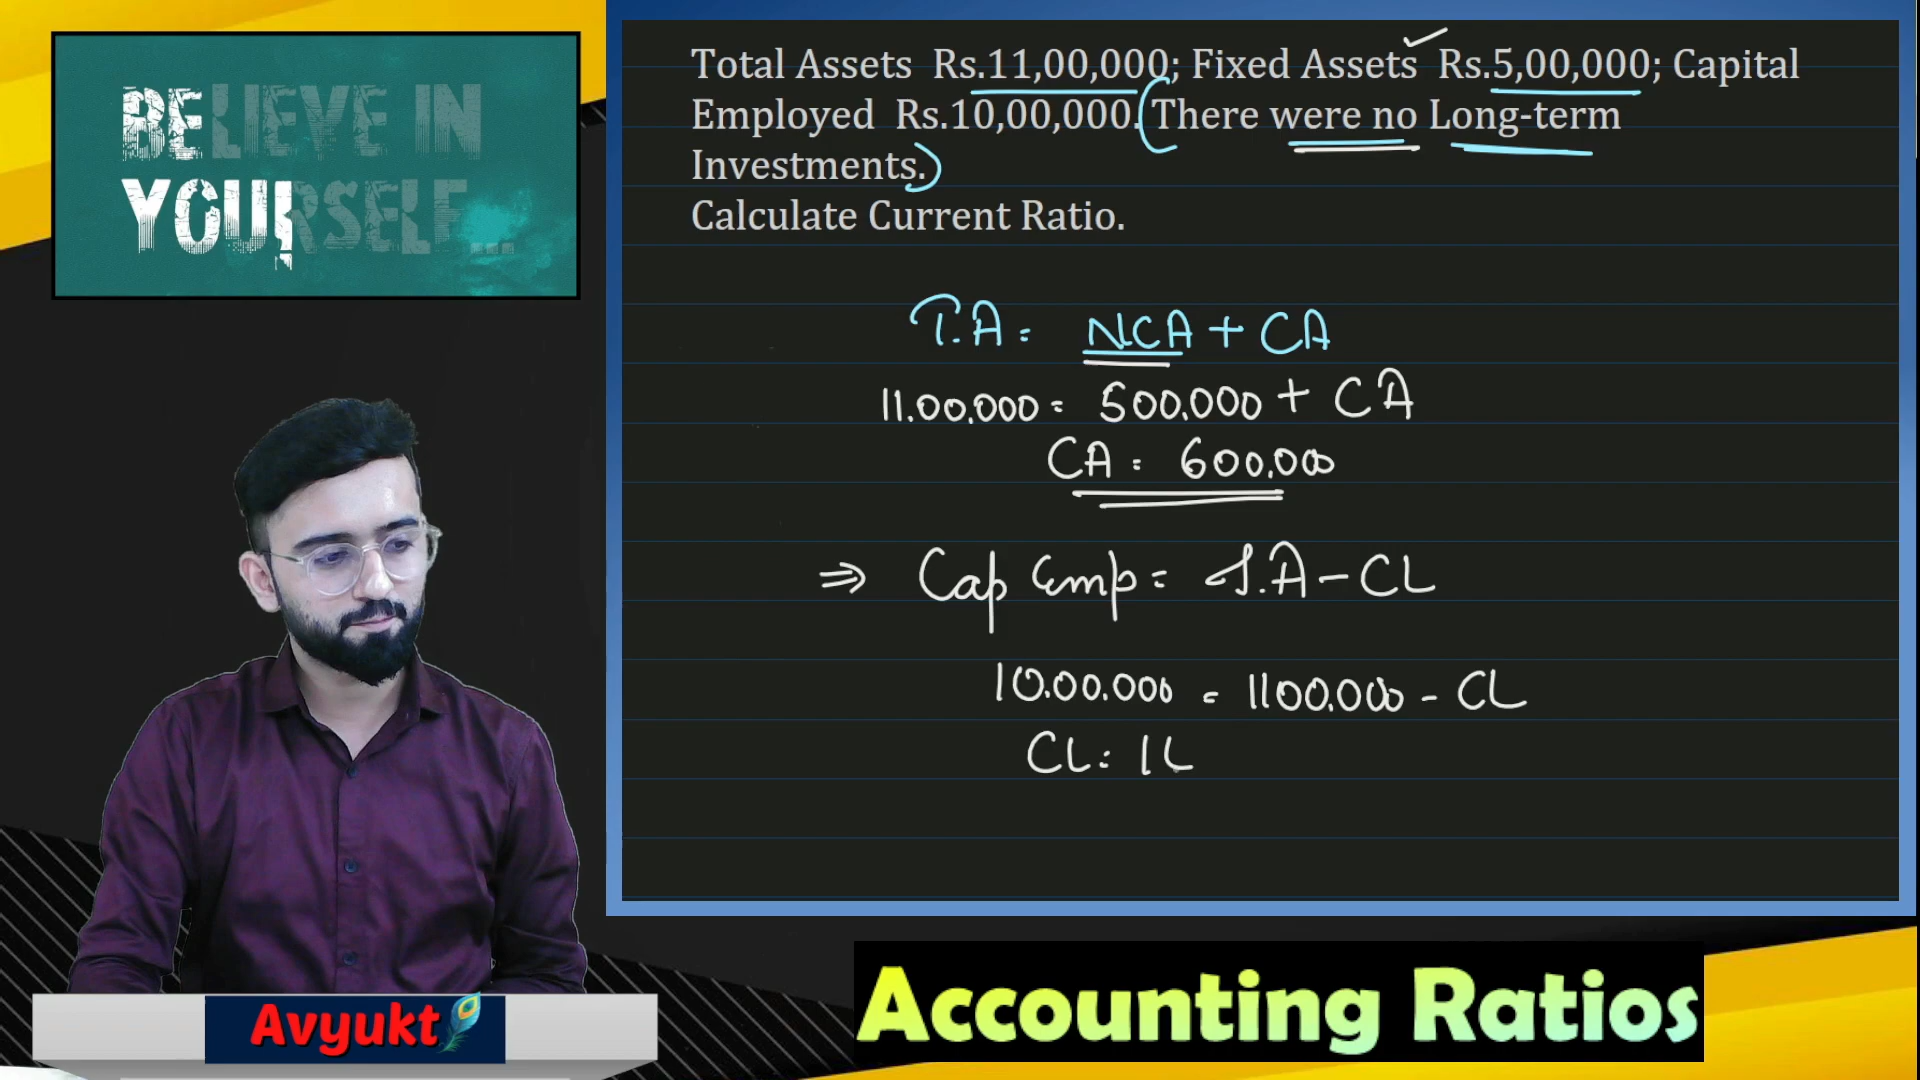 BELIEVE IN
YOURSELF...
Total Assets Rs.11,00,000; Fixed Assets Rs.5,00,000; Capital
Employed Rs.10,00,000. There were no Long-term
Investments.
Calculate Current Ratio.
T.A = NCA + CA
11.00,000 = 500,000 + CA
CA = 600,000
⇒ Cap Emp = T.A - CL
10.00.000 = 1100,000 - CL
CL = 1L
Avyukt
Accounting Ratios